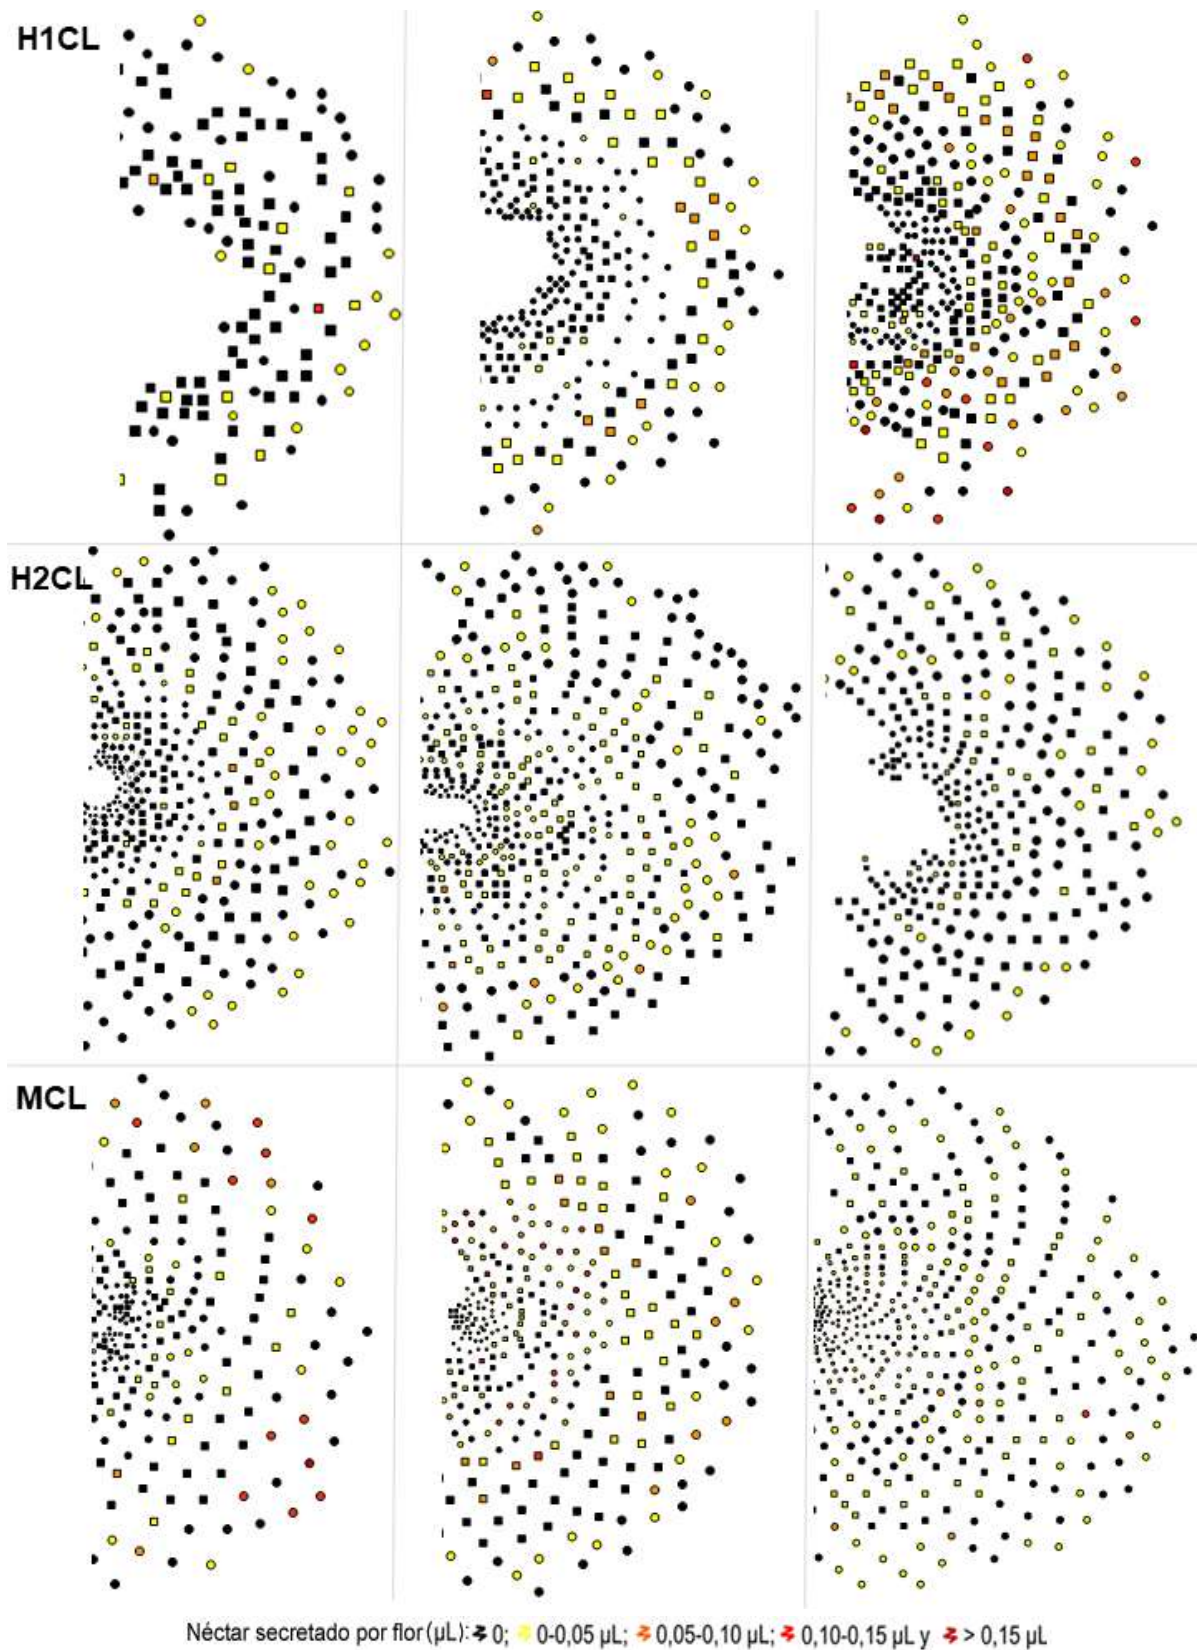 H1CL
H2CL
MCL
Néctar secretado por flor (µL): 0; 0-0,05 µL; 0,05-0,10 µL; 0,10-0,15 µL y > 0,15 µL